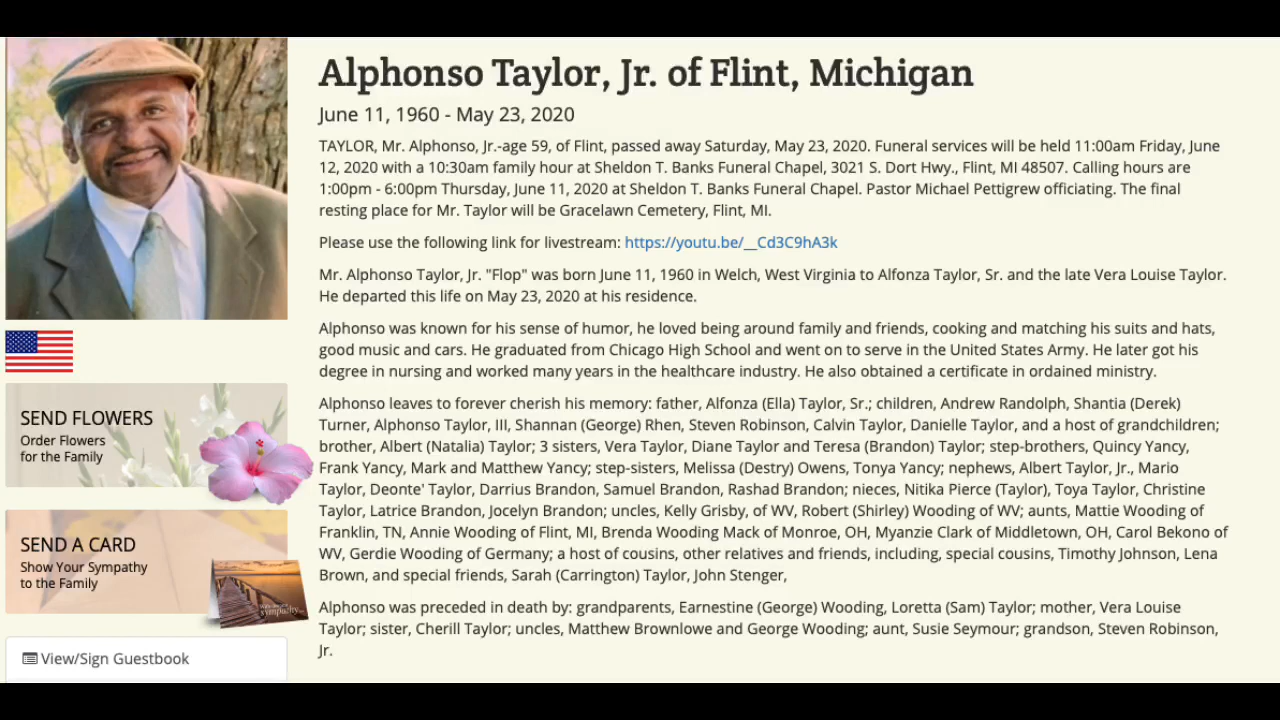 Alphonso Taylor, Jr. of Flint, Michigan
June 11, 1960 - May 23, 2020
TAYLOR, Mr. Alphonso, Jr.-age 59, of Flint, passed away Saturday, May 23, 2020. Funeral services will be held 11:00am Friday, June
12, 2020 with a 10:30am family hour at Sheldon T. Banks Funeral Chapel, 3021 S. Dort Hwy., Flint, MI 48507. Calling hours are
1:00pm - 6:00pm Thursday, June 11, 2020 at Sheldon T. Banks Funeral Chapel. Pastor Michael Pettigrew officiating. The final
resting place for Mr. Taylor will be Gracelawn Cemetery, Flint, MI.
Please use the following link for livestream: https://youtu.be/__Cd3C9hA3k
Mr. Alphonso Taylor, Jr. "Flop" was born June 11, 1960 in Welch, West Virginia to Alfonza Taylor, Sr. and the late Vera Louise Taylor.
He departed this life on May 23, 2020 at his residence.
Alphonso was known for his sense of humor, he loved being around family and friends, cooking and matching his suits and hats,
good music and cars. He graduated from Chicago High School and went on to serve in the United States Army. He later got his
degree in nursing and worked many years in the healthcare industry. He also obtained a certificate in ordained ministry.
Alphonso leaves to forever cherish his memory: father, Alfonza (Ella) Taylor, Sr.; children, Andrew Randolph, Shantia (Derek)
Turner, Alphonso Taylor, III, Shannan (George) Rhen, Steven Robinson, Calvin Taylor, Danielle Taylor, and a host of grandchildren;
brother, Albert (Natalia) Taylor; 3 sisters, Vera Taylor, Diane Taylor and Teresa (Brandon) Taylor; step-brothers, Quincy Yancy,
Frank Yancy, Mark and Matthew Yancy; step-sisters, Melissa (Destry) Owens, Tonya Yancy; nephews, Albert Taylor, Jr., Mario
Taylor, Deonte' Taylor, Darrius Brandon, Samuel Brandon, Rashad Brandon; nieces, Nitika Pierce (Taylor), Toya Taylor, Christine
Taylor, Latrice Brandon, Jocelyn Brandon; uncles, Kelly Grisby, of WV, Robert (Shirley) Wooding of WV; aunts, Mattie Wooding of
Franklin, TN, Annie Wooding of Flint, MI, Brenda Wooding Mack of Monroe, OH, Myanzie Clark of Middletown, OH, Carol Bekono of
WV, Gerdie Wooding of Germany; a host of cousins, other relatives and friends, including, special cousins, Timothy Johnson, Lena
Brown, and special friends, Sarah (Carrington) Taylor, John Stenger,
Alphonso was preceded in death by: grandparents, Earnestine (George) Wooding, Loretta (Sam) Taylor; mother, Vera Louise
Taylor; sister, Cherill Taylor; uncles, Matthew Brownlowe and George Wooding; aunt, Susie Seymour; grandson, Steven Robinson,
Jr.
SEND FLOWERS
Order Flowers
for the Family
SEND A CARD
Show Your Sympathy
to the Family
View/Sign Guestbook